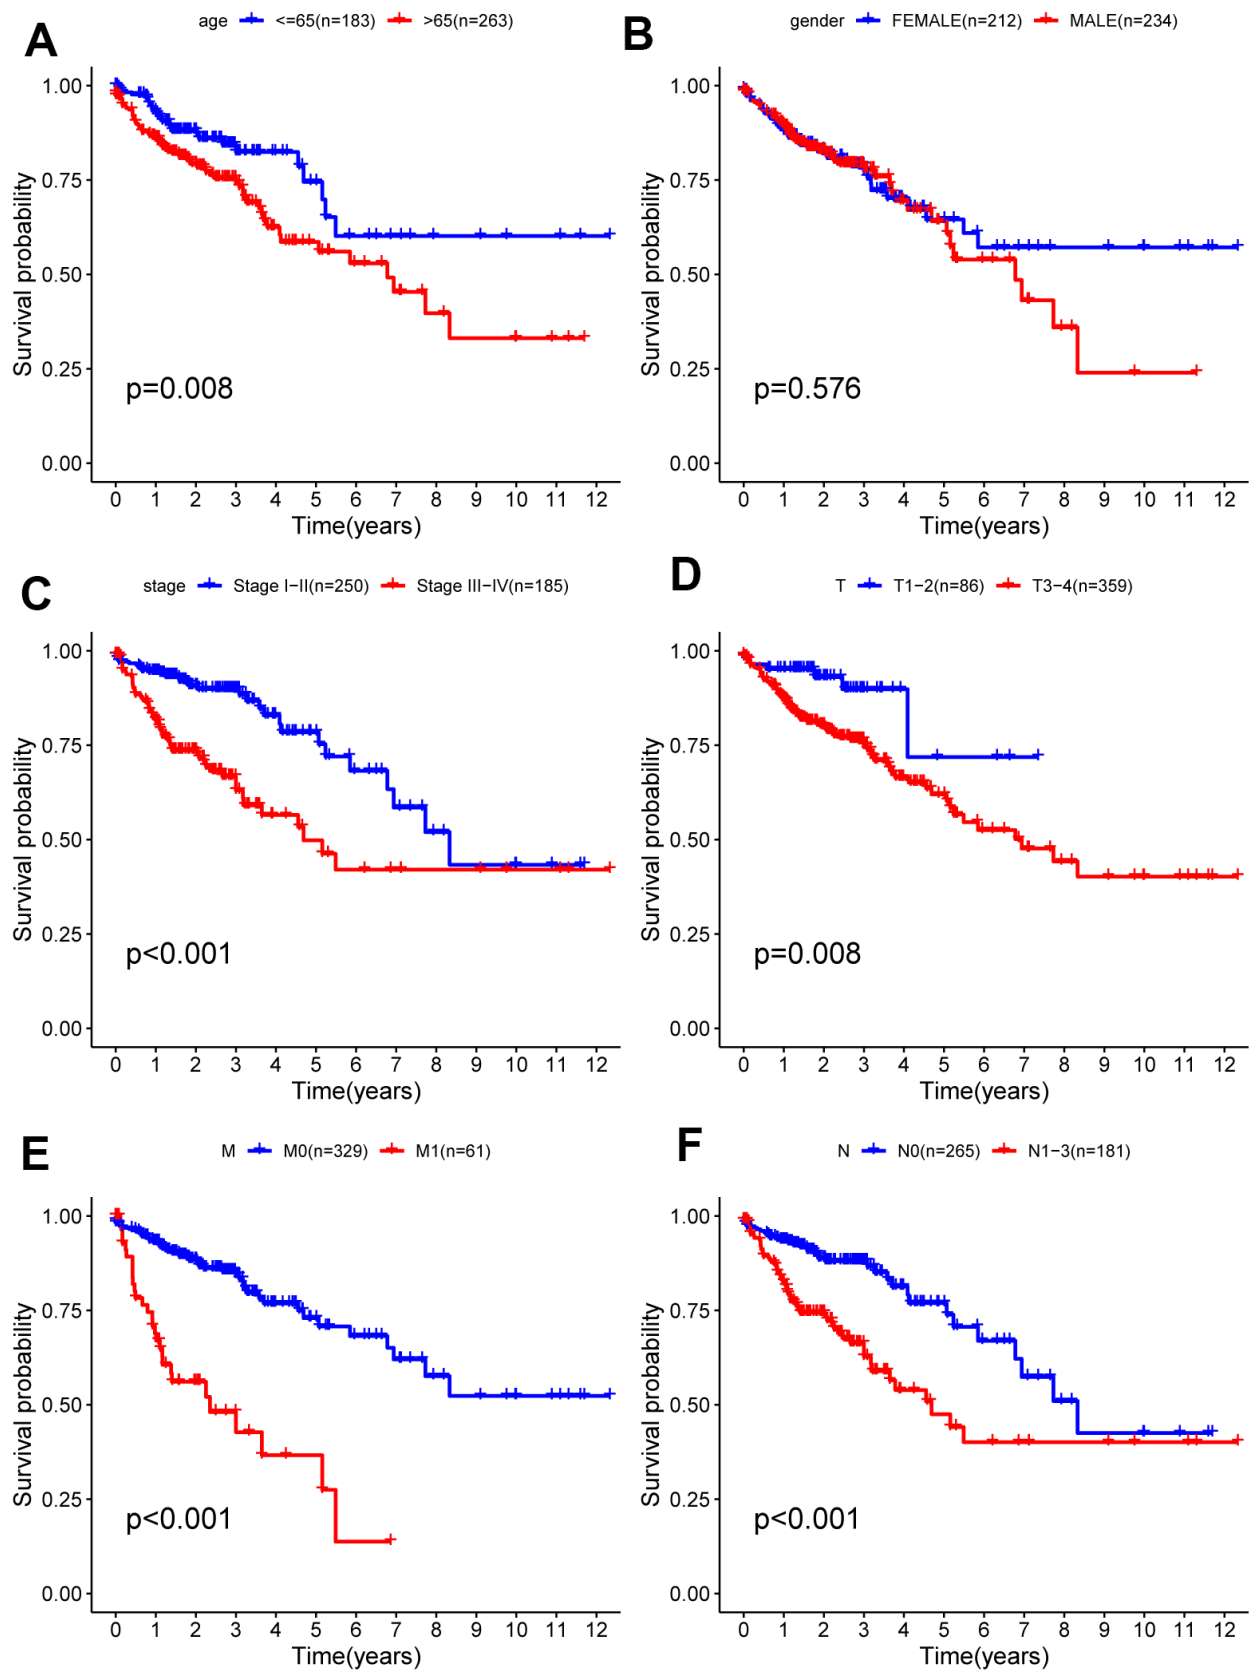 A
age <=65(n=183) >65(n=263)
Survival probability
1.00
0.75
0.50
0.25
0.00
p=0.008
0 1 2 3 4 5 6 7 8 9 10 11 12
Time(years)
B
gender FEMALE(n=212) MALE(n=234)
Survival probability
1.00
0.75
0.50
0.25
0.00
p=0.576
0 1 2 3 4 5 6 7 8 9 10 11 12
Time(years)
C
stage Stage I−II(n=250) Stage III−IV(n=185)
Survival probability
1.00
0.75
0.50
0.25
0.00
p<0.001
0 1 2 3 4 5 6 7 8 9 10 11 12
Time(years)
D
T T1−2(n=86) T3−4(n=359)
Survival probability
1.00
0.75
0.50
0.25
0.00
p=0.008
0 1 2 3 4 5 6 7 8 9 10 11 12
Time(years)
E
M M0(n=329) M1(n=61)
Survival probability
1.00
0.75
0.50
0.25
0.00
p<0.001
0 1 2 3 4 5 6 7 8 9 10 11 12
Time(years)
F
N N0(n=265) N1−3(n=181)
Survival probability
1.00
0.75
0.50
0.25
0.00
p<0.001
0 1 2 3 4 5 6 7 8 9 10 11 12
Time(years)